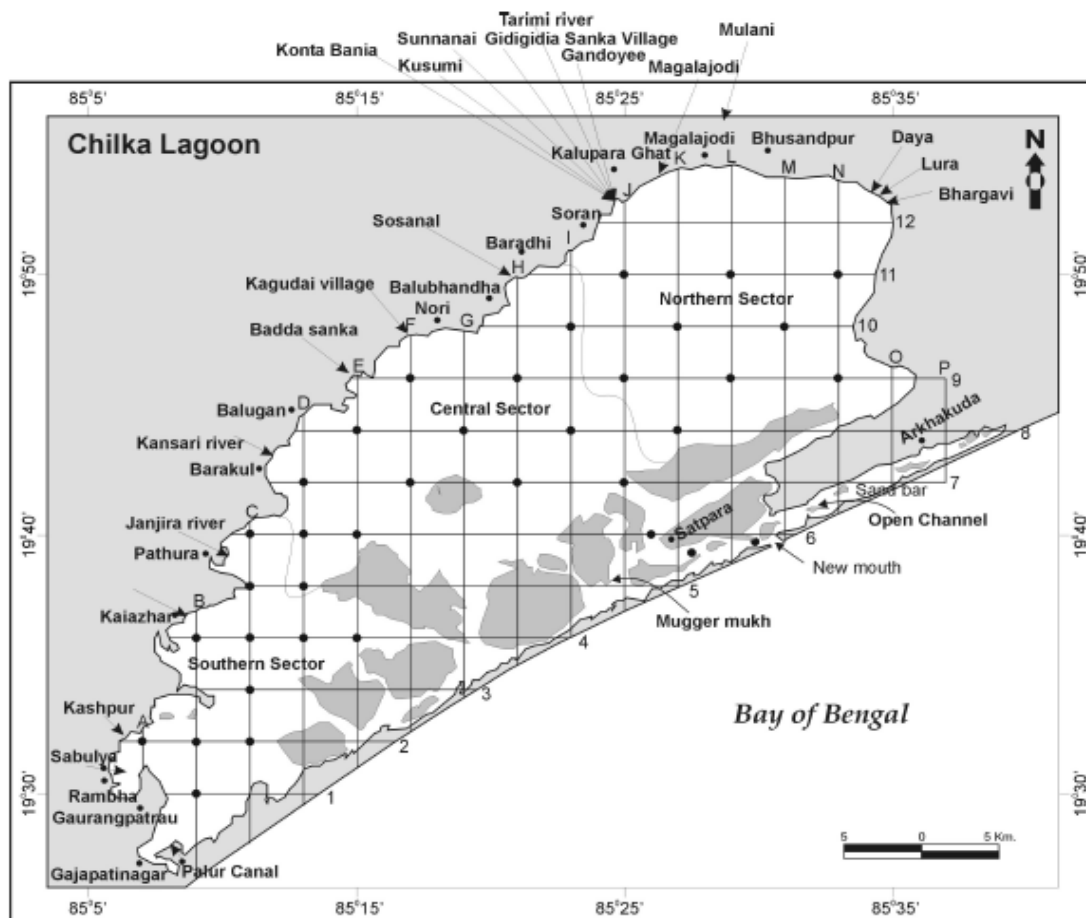 Tarimi river
Mulani
Sunnanai
Gidigidia Sanka Village
Konta Bania
Gandoyee
Kusumi
Magalajodi
85°5'
85°15'
85°25'
85°35'
Chilka Lagoon
N
Magalajodi
Bhusandpur
Daya
Kalupara Ghat
K
L
M
N
Lura
J
Bhargavi
Soran
12
Sosanal
I
Baradhi
H
19°50'
11
19°50'
Kagudai village
Balubhandha
Northern Sector
Nori
F
G
10
Badda sanka
E
O
P
9
D
Balugan
Central Sector
Arkhakuda
8
Kansari river
Barakul
7
Sand bar
C
Open Channel
Janjira river
Satpara
19°40'
6
19°40'
Pathura
New mouth
5
B
Kaiazhar
Mugger mukh
4
Southern Sector
3
Kashpur
A
Bay of Bengal
2
Sabulya
Rambha
19°30'
1
19°30'
Gaurangpatrau
5
0
5 Km.
Gajapatinagar
Palur Canal
85°5'
85°15'
85°25'
85°35'